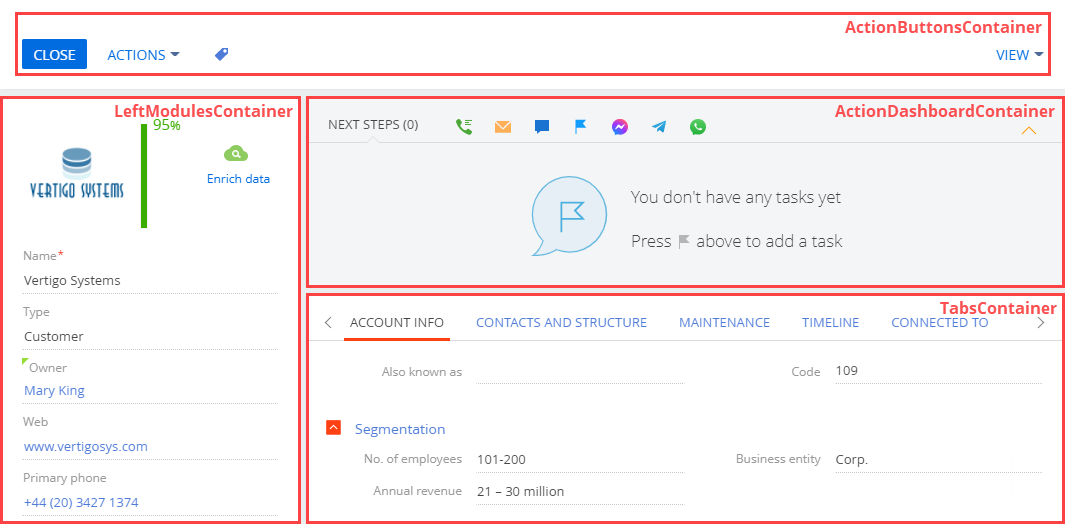 ActionButtonsContainer
CLOSE ACTIONS VIEW
LeftModulesContainer
95%
VERTIGO SYSTEMS
Enrich data
Name*
Vertigo Systems
Type
Customer
Owner
Mary King
Web
www.vertigosys.com
Primary phone
+44 (20) 3427 1374
ActionDashboardContainer
NEXT STEPS (0)
You don't have any tasks yet
Press above to add a task
TabsContainer
ACCOUNT INFO CONTACTS AND STRUCTURE MAINTENANCE TIMELINE CONNECTED TO
Also known as Code 109
Segmentation
No. of employees 101-200 Business entity Corp.
Annual revenue 21 – 30 million